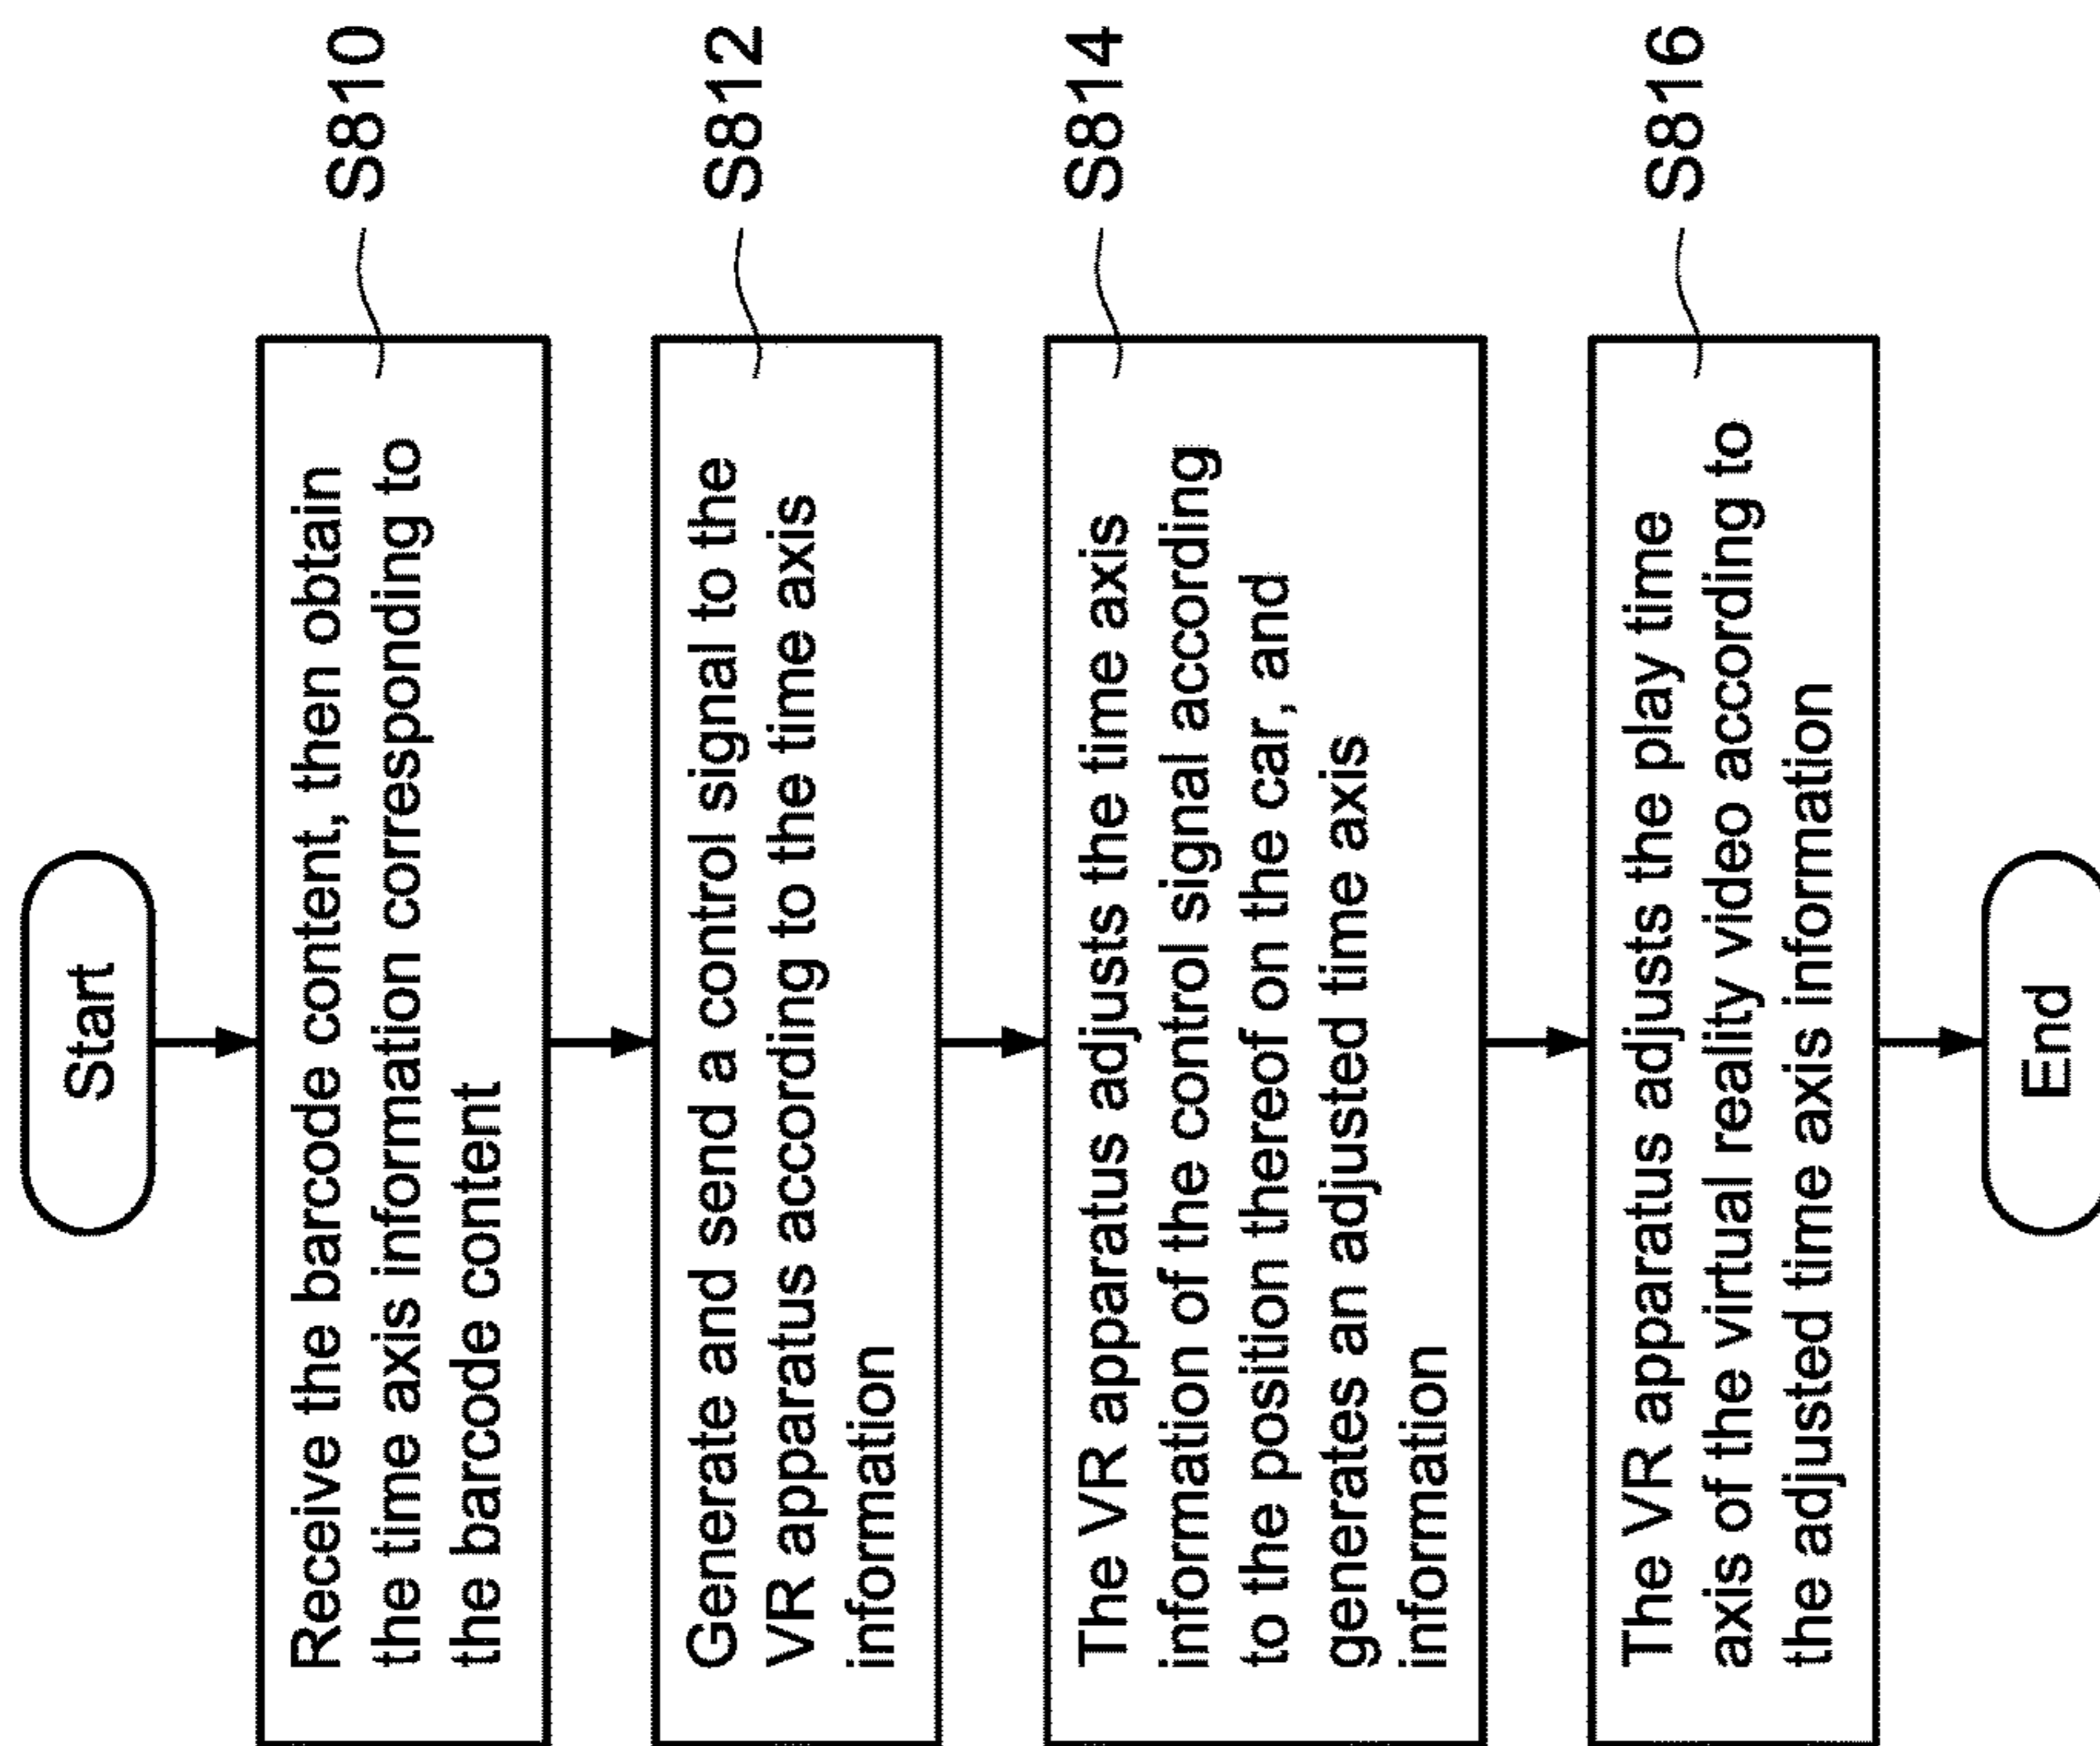 Start
Receive the barcode content, then obtain
the time axis information corresponding to
the barcode content
S810
Generate and send a control signal to the
VR apparatus according to the time axis
information
S812
The VR apparatus adjusts the time axis
information of the control signal according
to the position thereof on the car, and
generates an adjusted time axis
information
S814
The VR apparatus adjusts the play time
axis of the virtual reality video according to
the adjusted time axis information
S816
End